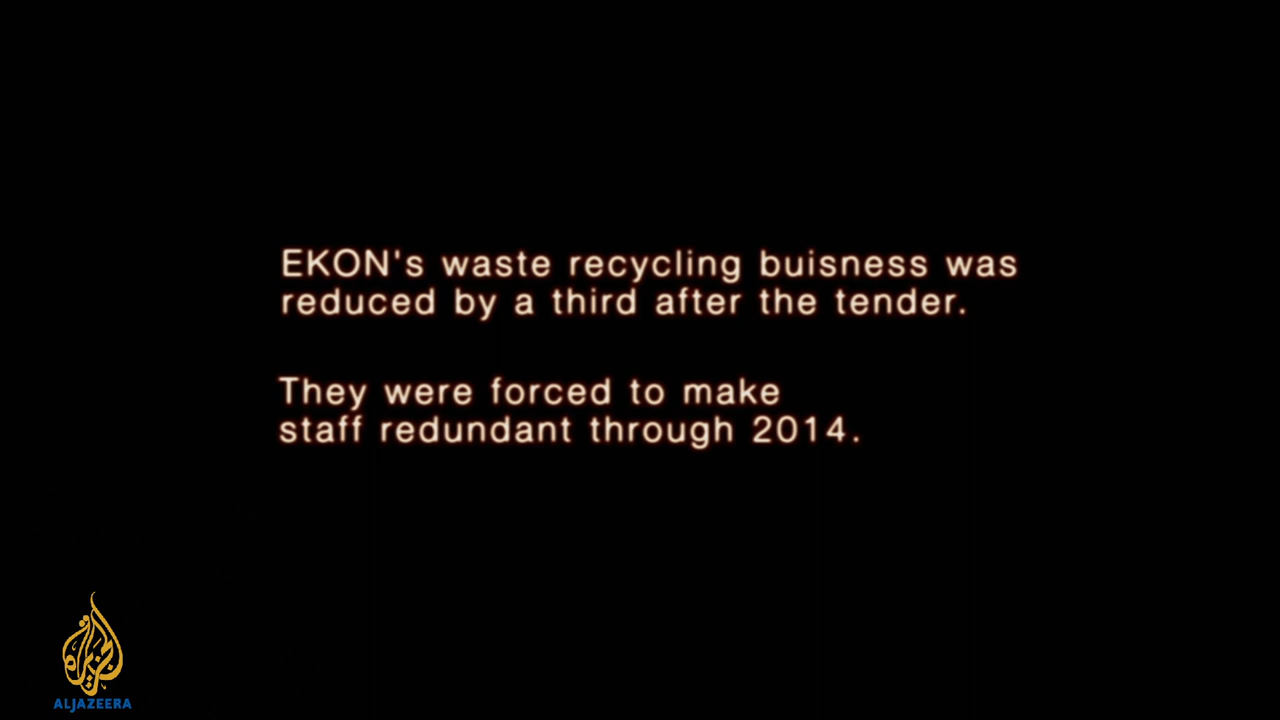 EKON's waste recycling buisness was
reduced by a third after the tender.
They were forced to make
staff redundant through 2014.
ALJAZEERA